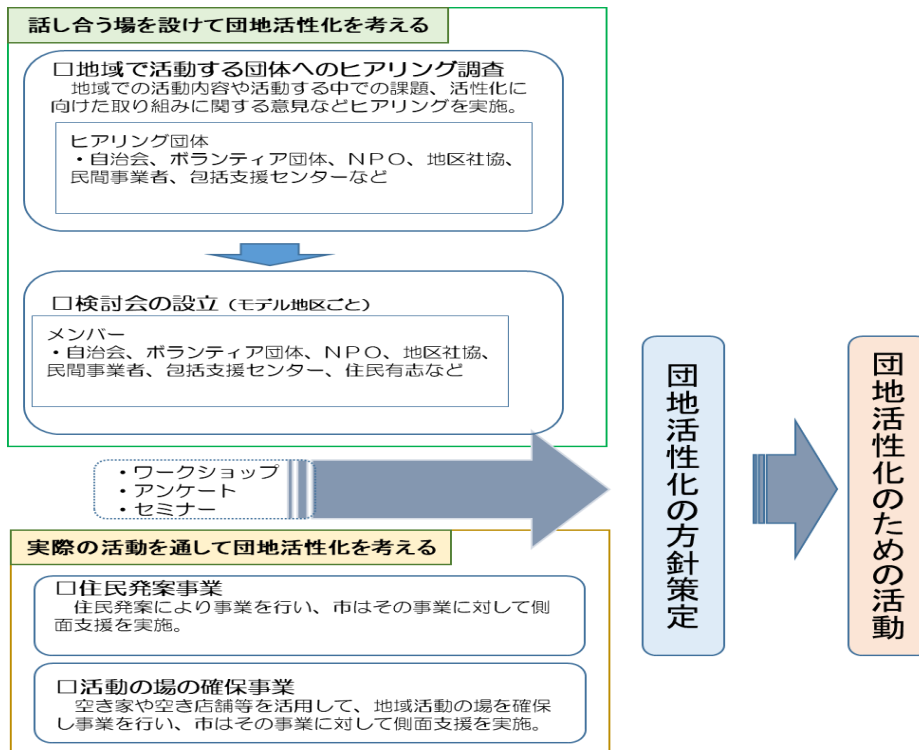 話し合う場を設けて団地活性化を考える
□地域で活動する団体へのヒアリング調査
地域での活動内容や活動する中での課題、活性化に
向けた取り組みに関する意見などヒアリングを実施。
ヒアリング団体
・自治会、ボランティア団体、ＮＰＯ、地区社協、
民間事業者、包括支援センターなど
□検討会の設立（モデル地区ごと）
メンバー
・自治会、ボランティア団体、ＮＰＯ、地区社協、
民間事業者、包括支援センター、住民有志など
・ワークショップ
・アンケート
・セミナー
実際の活動を通して団地活性化を考える
□住民発案事業
住民発案により事業を行い、市はその事業に対して側
面支援を実施。
□活動の場の確保事業
空き家や空き店舗等を活用して、地域活動の場を確保
し事業を行い、市はその事業に対して側面支援を実施。
団地活性化の方針策定
団地活性化のための活動